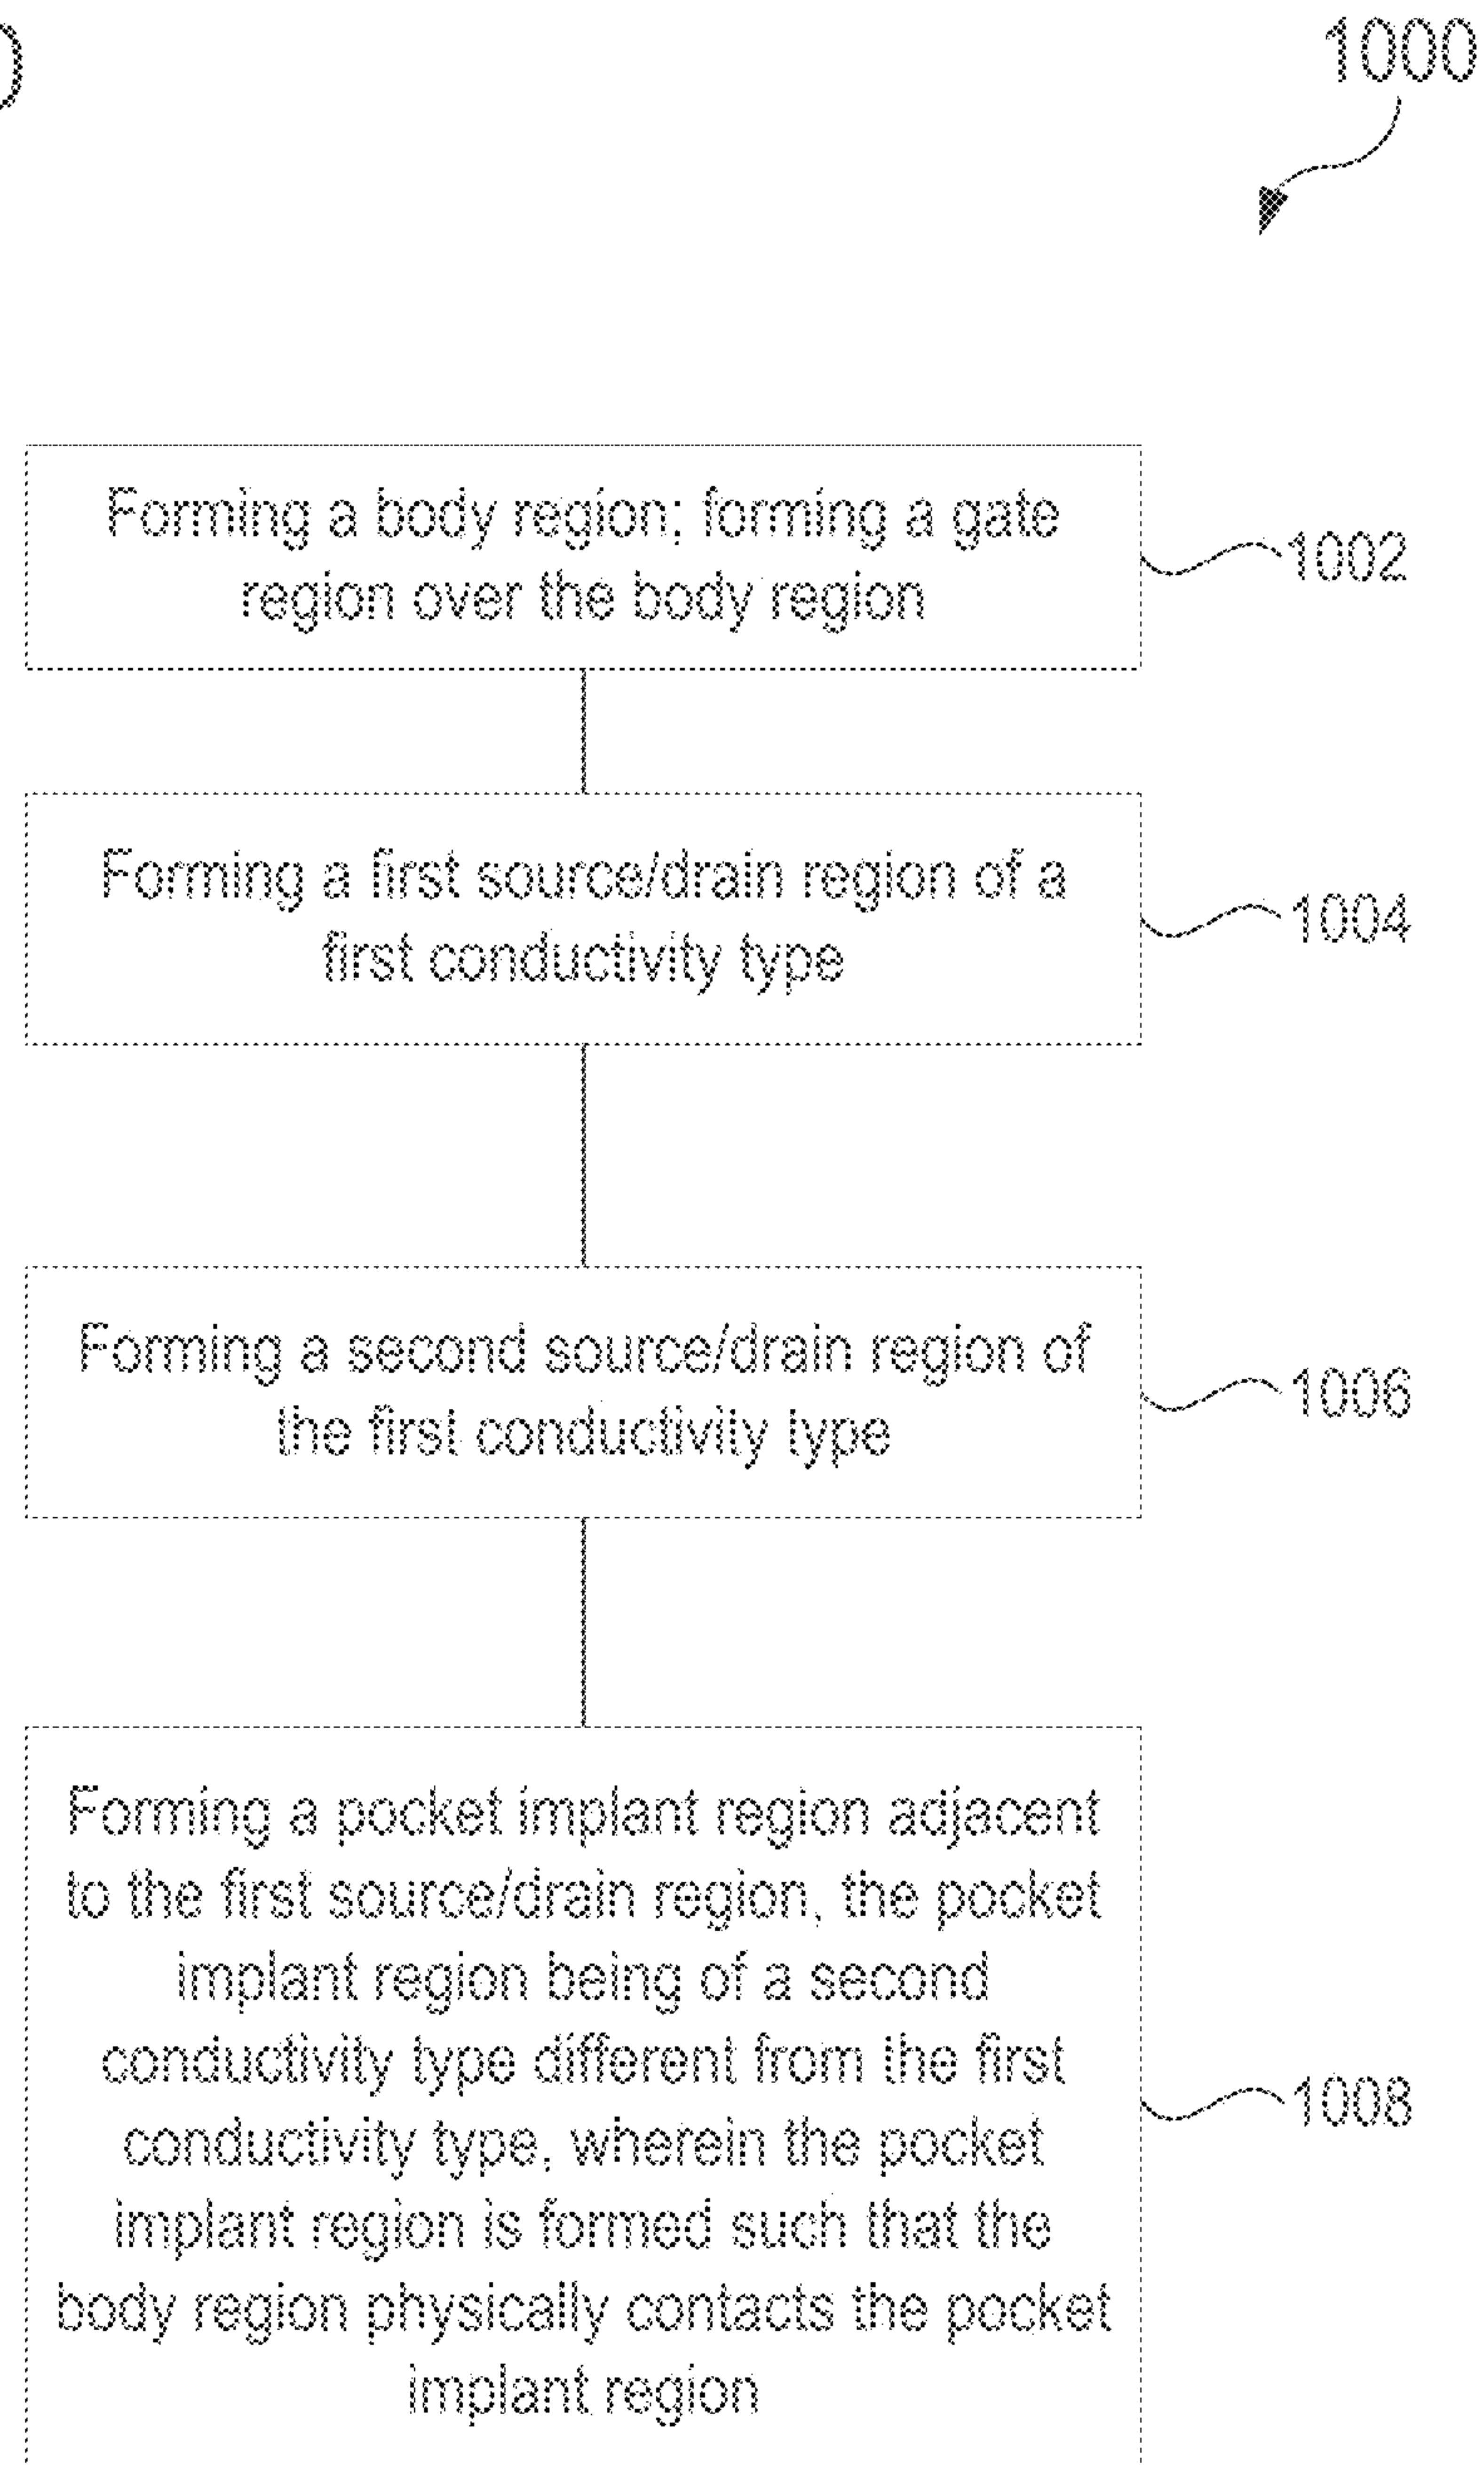 1000
Forming a body region; forming a gate
region over the body region
1002
Forming a first source/drain region of a
first conductivity type
1004
Forming a second source/drain region of
the first conductivity type
1006
Forming a pocket implant region adjacent
to the first source/drain region, the pocket
implant region being of a second
conductivity type different from the first
conductivity type, wherein the pocket
implant region is formed such that the
body region physically contacts the pocket
implant region
1008